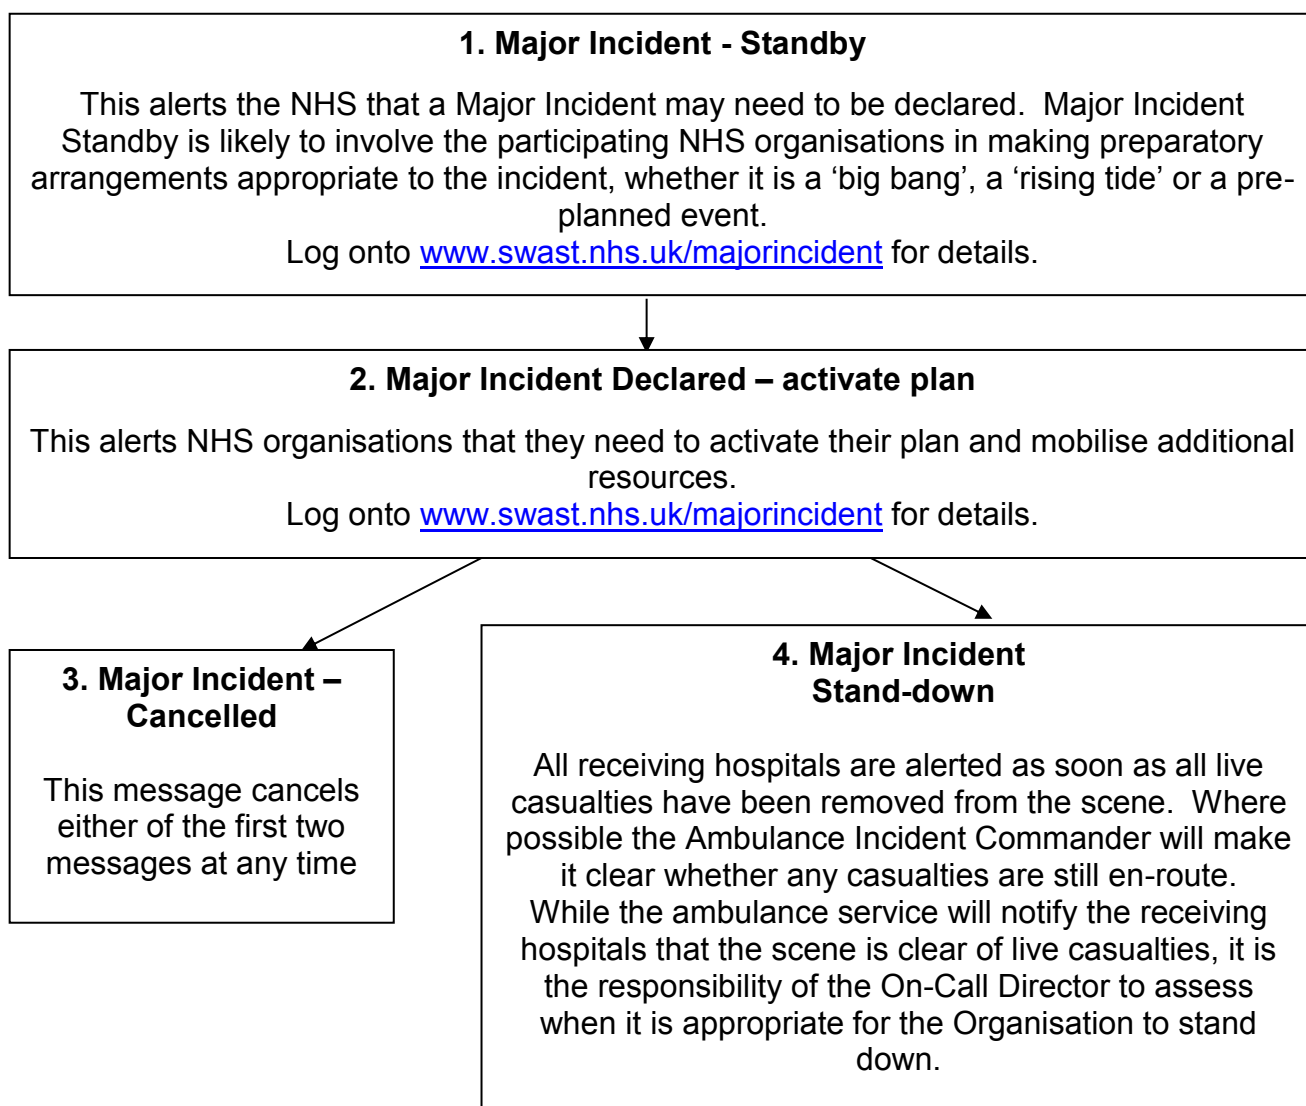 1. Major Incident - Standby
This alerts the NHS that a Major Incident may need to be declared.  Major Incident
Standby is likely to involve the participating NHS organisations in making preparatory
arrangements appropriate to the incident, whether it is a ‘big bang’, a ‘rising tide’ or a pre-
planned event.
Log onto www.swast.nhs.uk/majorincident for details.
2. Major Incident Declared – activate plan
This alerts NHS organisations that they need to activate their plan and mobilise additional
resources.
Log onto www.swast.nhs.uk/majorincident for details.
3. Major Incident –
Cancelled
This message cancels
either of the first two
messages at any time
4. Major Incident
Stand-down
All receiving hospitals are alerted as soon as all live
casualties have been removed from the scene.  Where
possible the Ambulance Incident Commander will make
it clear whether any casualties are still en-route.
While the ambulance service will notify the receiving
hospitals that the scene is clear of live casualties, it is
the responsibility of the On-Call Director to assess
when it is appropriate for the Organisation to stand
down.